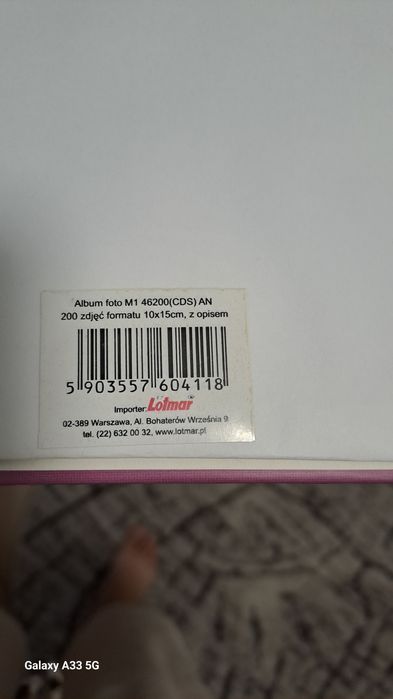 Album foto M1 46200(CDS) AN
200 zdjęć formatu 10x15cm, z opisem
5 903557 604118
Importer: Lotmar
02-389 Warszawa, Al. Bohaterów Września 9
tel. (22) 632 00 32, www.lotmar.pl
Galaxy A33 5G